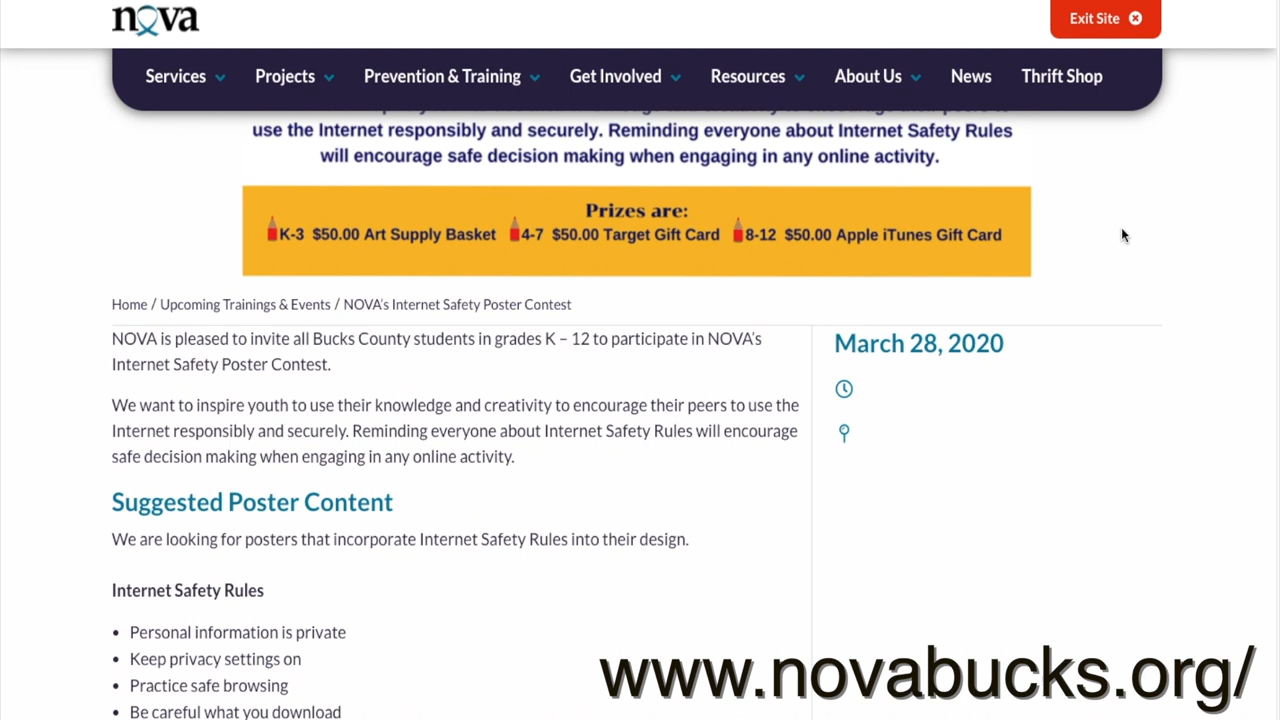 nova
Exit Site
Services Projects Prevention & Training Get Involved Resources About Us News Thrift Shop
use the Internet responsibly and securely. Reminding everyone about Internet Safety Rules
will encourage safe decision making when engaging in any online activity.
Prizes are:
K-3 $50.00 Art Supply Basket 4-7 $50.00 Target Gift Card 8-12 $50.00 Apple iTunes Gift Card
Home / Upcoming Trainings & Events / NOVA's Internet Safety Poster Contest
NOVA is pleased to invite all Bucks County students in grades K – 12 to participate in NOVA's
Internet Safety Poster Contest.
March 28, 2020
We want to inspire youth to use their knowledge and creativity to encourage their peers to use the
Internet responsibly and securely. Reminding everyone about Internet Safety Rules will encourage
safe decision making when engaging in any online activity.
Suggested Poster Content
We are looking for posters that incorporate Internet Safety Rules into their design.
Internet Safety Rules
• Personal information is private
• Keep privacy settings on
• Practice safe browsing
• Be careful what you download
www.novabucks.org/